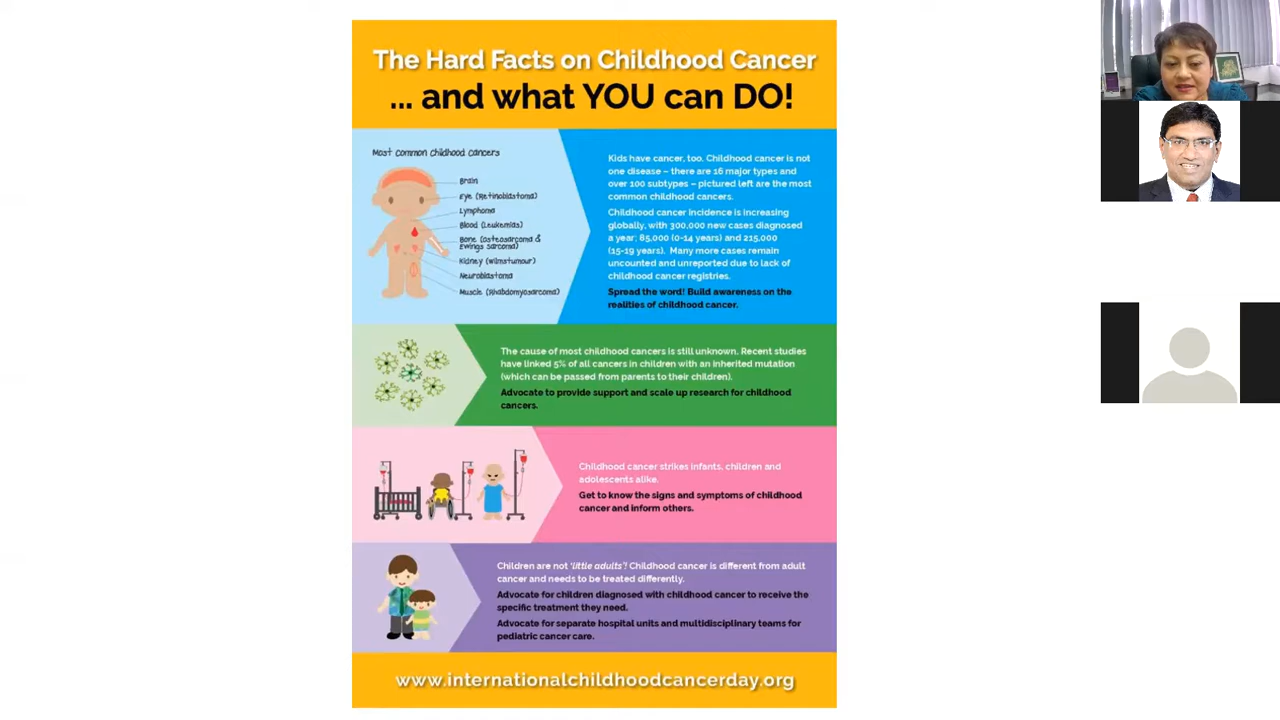 The Hard Facts on Childhood Cancer
... and what YOU can DO!
Most common childhood cancers
Brain
Eye (Retinoblastoma)
Lymphoma
Blood (Leukemias)
Bone (osteosarcoma &
Ewings sarcoma)
Kidney (wilmstumour)
Neuroblastoma
Muscle (Rhabdomyosarcoma)
Kids have cancer, too. Childhood cancer is not
one disease – there are 16 major types and
over 100 subtypes – pictured left are the most
common childhood cancers.
Childhood cancer incidence is increasing
globally, with 300,000 new cases diagnosed
a year: 85,000 (0-14 years) and 215,000
(15-19 years). Many more cases remain
uncounted and unreported due to lack of
childhood cancer registries.
Spread the word! Build awareness on the
realities of childhood cancer.
The cause of most childhood cancers is still unknown. Recent studies
have linked 5% of all cancers in children with an inherited mutation
(which can be passed from parents to their children).
Advocate to provide support and scale up research for childhood
cancers.
Childhood cancer strikes infants, children and
adolescents alike.
Get to know the signs and symptoms of childhood
cancer and inform others.
Children are not 'little adults'! Childhood cancer is different from adult
cancer and needs to be treated differently.
Advocate for children diagnosed with childhood cancer to receive the
specific treatment they need.
Advocate for separate hospital units and multidisciplinary teams for
pediatric cancer care.
www.internationalchildhoodcancerday.org